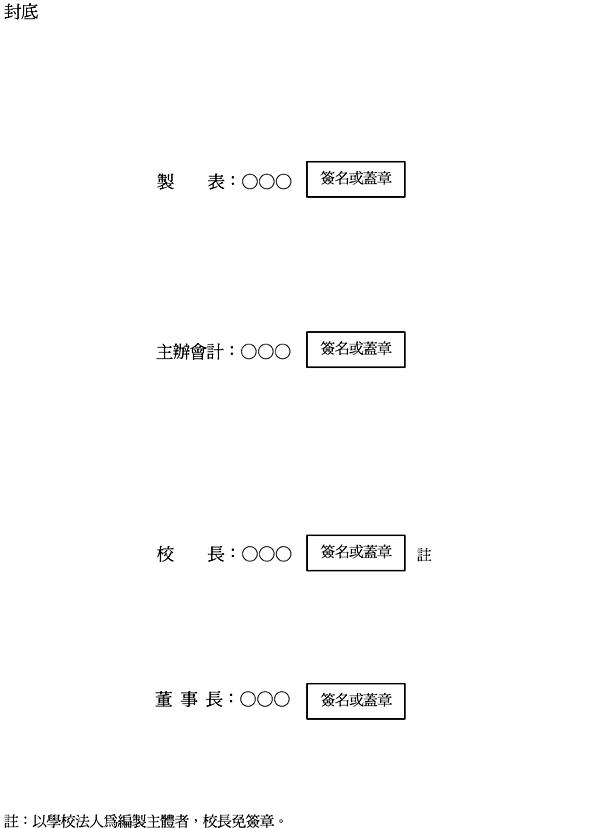 封底
製　　表：○○○　簽名或蓋章
主辦會計：○○○　簽名或蓋章
校　　長：○○○　簽名或蓋章　註
董 事 長：○○○　簽名或蓋章
註：以學校法人為編製主體者，校長免簽章。